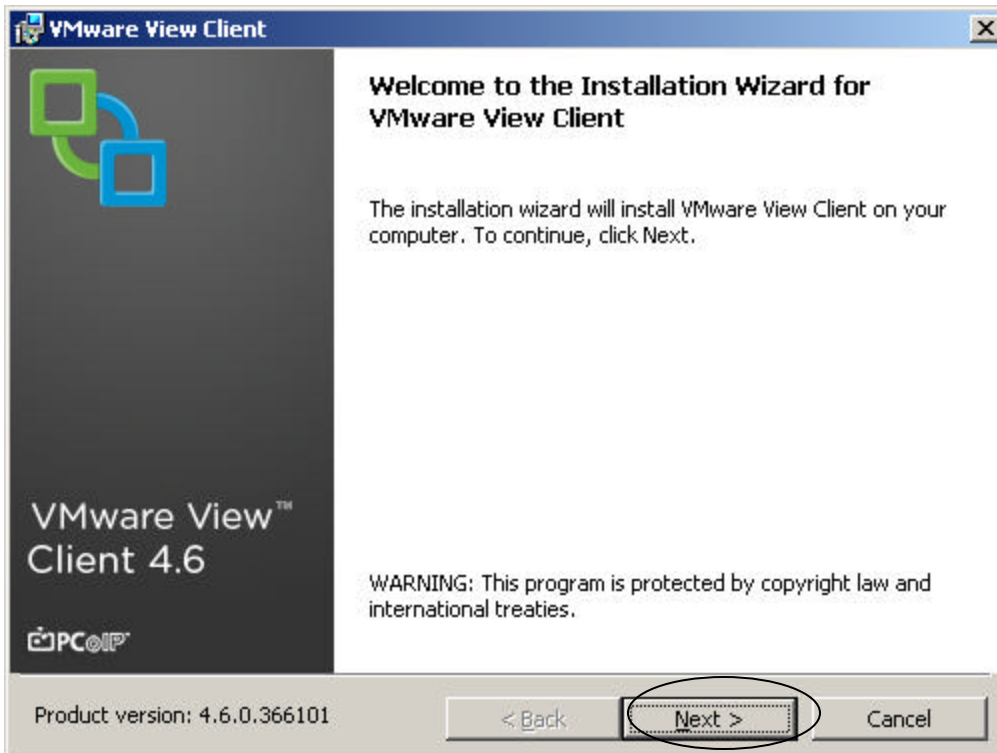 VMware View Client
Welcome to the Installation Wizard for
VMware View Client
The installation wizard will install VMware View Client on your
computer. To continue, click Next.
VMware View™
Client 4.6
WARNING: This program is protected by copyright law and
international treaties.
PCoIP™
Product version: 4.6.0.366101
< Back
Next >
Cancel